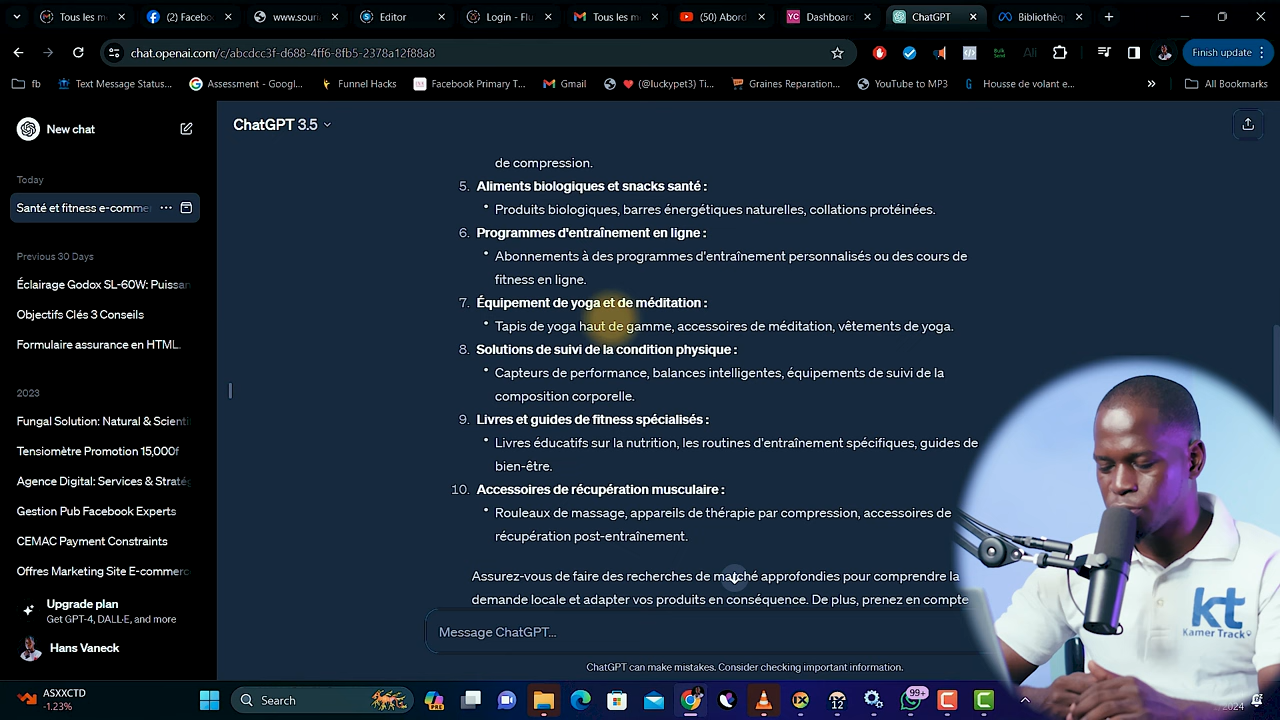 Tous les m
(2) Facebo
www.sour
Editor
Login - Flu
Tous les m
(50) Abord
YC
Dashboar
ChatGPT
Bibliothèq
chat.openai.com/c/abcdcc3f-d688-4ff6-8fb5-2378a12f88a8
Finish update
fb
Text Message Status...
Assessment - Googl...
Funnel Hacks
Facebook Primary T...
Gmail
(@luckypet3) Ti...
Graines Reparation...
YouTube to MP3
Housse de volant e...
All Bookmarks
New chat
ChatGPT 3.5
Today
Santé et fitness e-comme
Previous 30 Days
Éclairage Godox SL-60W: Puissan
Objectifs Clés 3 Conseils
Formulaire assurance en HTML.
2023
Fungal Solution: Natural & Scienti
Tensiomètre Promotion 15,000f
Agence Digital: Services & Straté
Gestion Pub Facebook Experts
CEMAC Payment Constraints
Offres Marketing Site E-commerc
Upgrade plan
Get GPT-4, DALL·E, and more
Hans Vaneck
de compression.
5. Aliments biologiques et snacks santé :
• Produits biologiques, barres énergétiques naturelles, collations protéinées.
6. Programmes d'entraînement en ligne :
• Abonnements à des programmes d'entraînement personnalisés ou des cours de
fitness en ligne.
7. Équipement de yoga et de méditation :
• Tapis de yoga haut de gamme, accessoires de méditation, vêtements de yoga.
8. Solutions de suivi de la condition physique :
• Capteurs de performance, balances intelligentes, équipements de suivi de la
composition corporelle.
9. Livres et guides de fitness spécialisés :
• Livres éducatifs sur la nutrition, les routines d'entraînement spécifiques, guides de
bien-être.
10. Accessoires de récupération musculaire :
• Rouleaux de massage, appareils de thérapie par compression, accessoires de
récupération post-entraînement.
Assurez-vous de faire des recherches de marché approfondies pour comprendre la
demande locale et adapter vos produits en conséquence. De plus, prenez en compte
Message ChatGPT...
ChatGPT can make mistakes. Consider checking important information.
kt
Kamer Track
ASXXCTD
-1.23%
Search
12
99+
2024